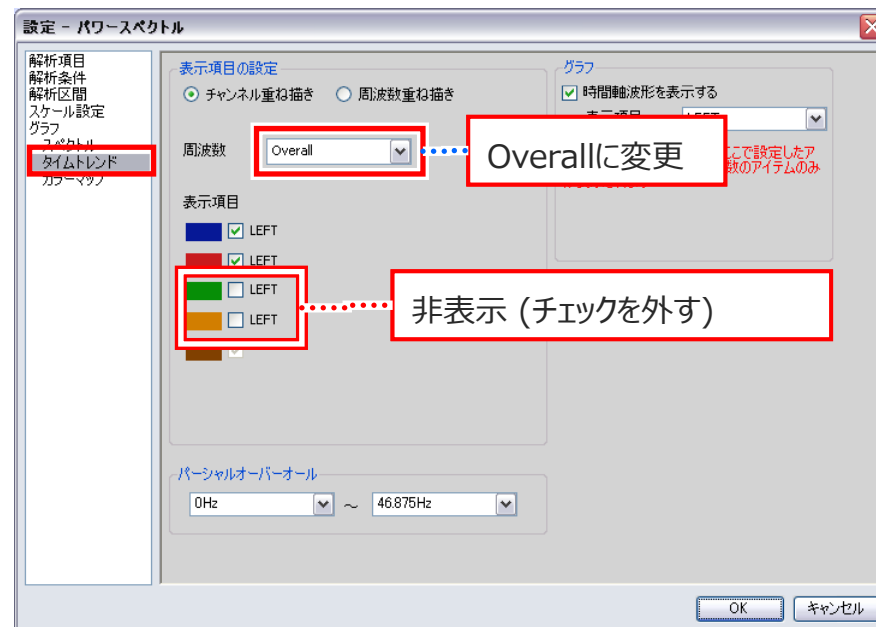 設定 - パワースペクトル
解析項目
解析条件
解析区間
スケール設定
グラフ
スペクトル
タイムトレンド
カラーマップ
表示項目の設定
チャンネル重ね描き 周波数重ね描き
周波数 Overall
Overallに変更
表示項目
LEFT
LEFT
LEFT
LEFT
非表示 (チェックを外す)
パーシャルオーバーオール
0Hz ～ 46.875Hz
グラフ
時間軸波形を表示する
表示項目 LEFT
ここで設定したア
数のアイテムのみ
OK キャンセル